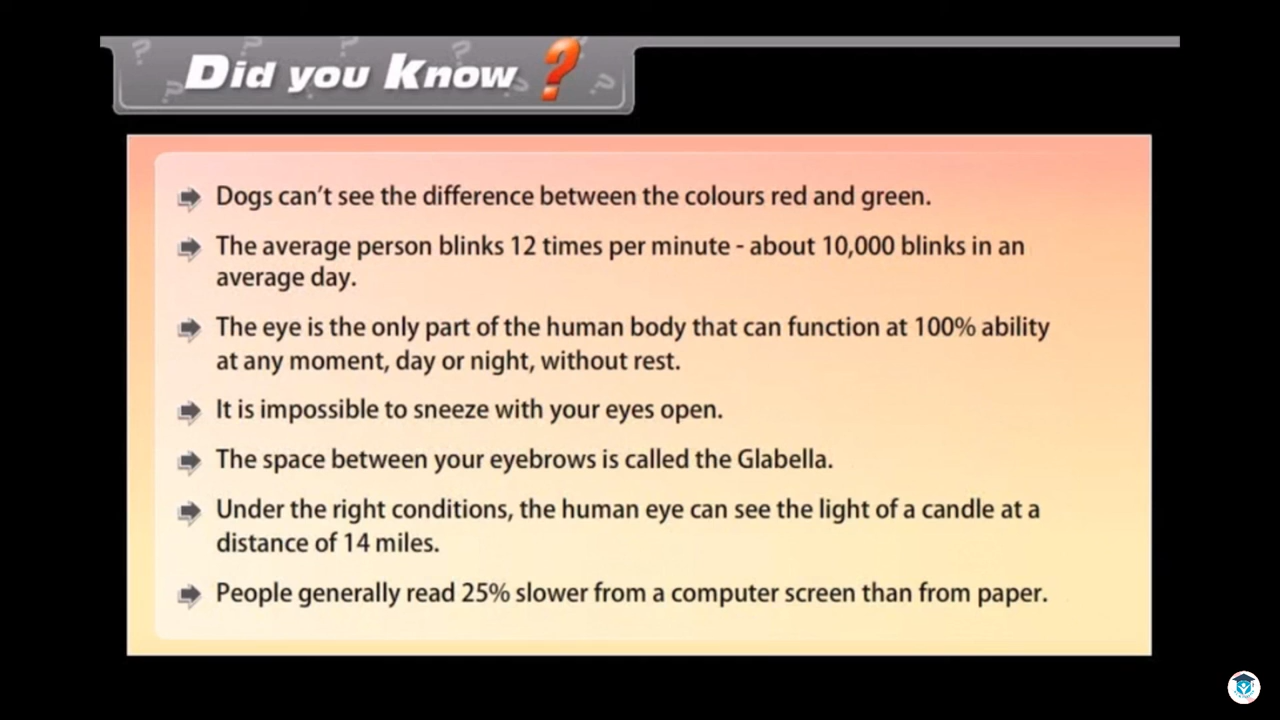 Did you Know ?
Dogs can't see the difference between the colours red and green.
The average person blinks 12 times per minute - about 10,000 blinks in an
average day.
The eye is the only part of the human body that can function at 100% ability
at any moment, day or night, without rest.
It is impossible to sneeze with your eyes open.
The space between your eyebrows is called the Glabella.
Under the right conditions, the human eye can see the light of a candle at a
distance of 14 miles.
People generally read 25% slower from a computer screen than from paper.